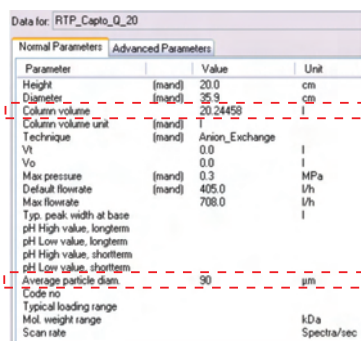 Data for: RTP_Capto_Q_20
Normal Parameters Advanced Parameters
Parameter Value Unit
Height (mand) 20.0 cm
Diameter (mand) 35.9 cm
Column volume 20.24458 l
Column volume unit (mand) l
Technique (mand) Anion_Exchange
Vt 0.0 l
Vo 0.0 l
Max pressure (mand) 0.3 MPa
Default flowrate (mand) 405.0 l/h
Max flowrate 708.0 l/h
Typ. peak width at base l
pH High value, longterm
pH Low value, longterm
pH High value, shortterm
pH Low value, shortterm
Average particle diam. 90 µm
Code no
Typical loading range
Mol. weight range kDa
Scan rate Spectra/sec